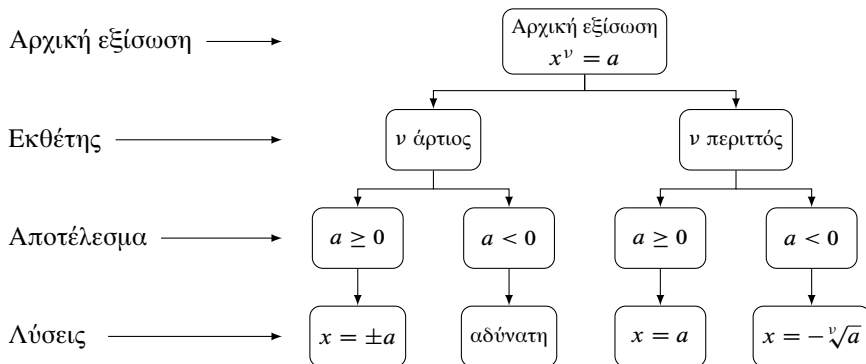 Αρχική εξίσωση
Αρχική εξίσωση
x^ν = a
Εκθέτης
ν άρτιος
ν περιττός
Αποτέλεσμα
a ≥ 0
a < 0
a ≥ 0
a < 0
Λύσεις
x = ±a
αδύνατη
x = a
x = −ᵛ√a